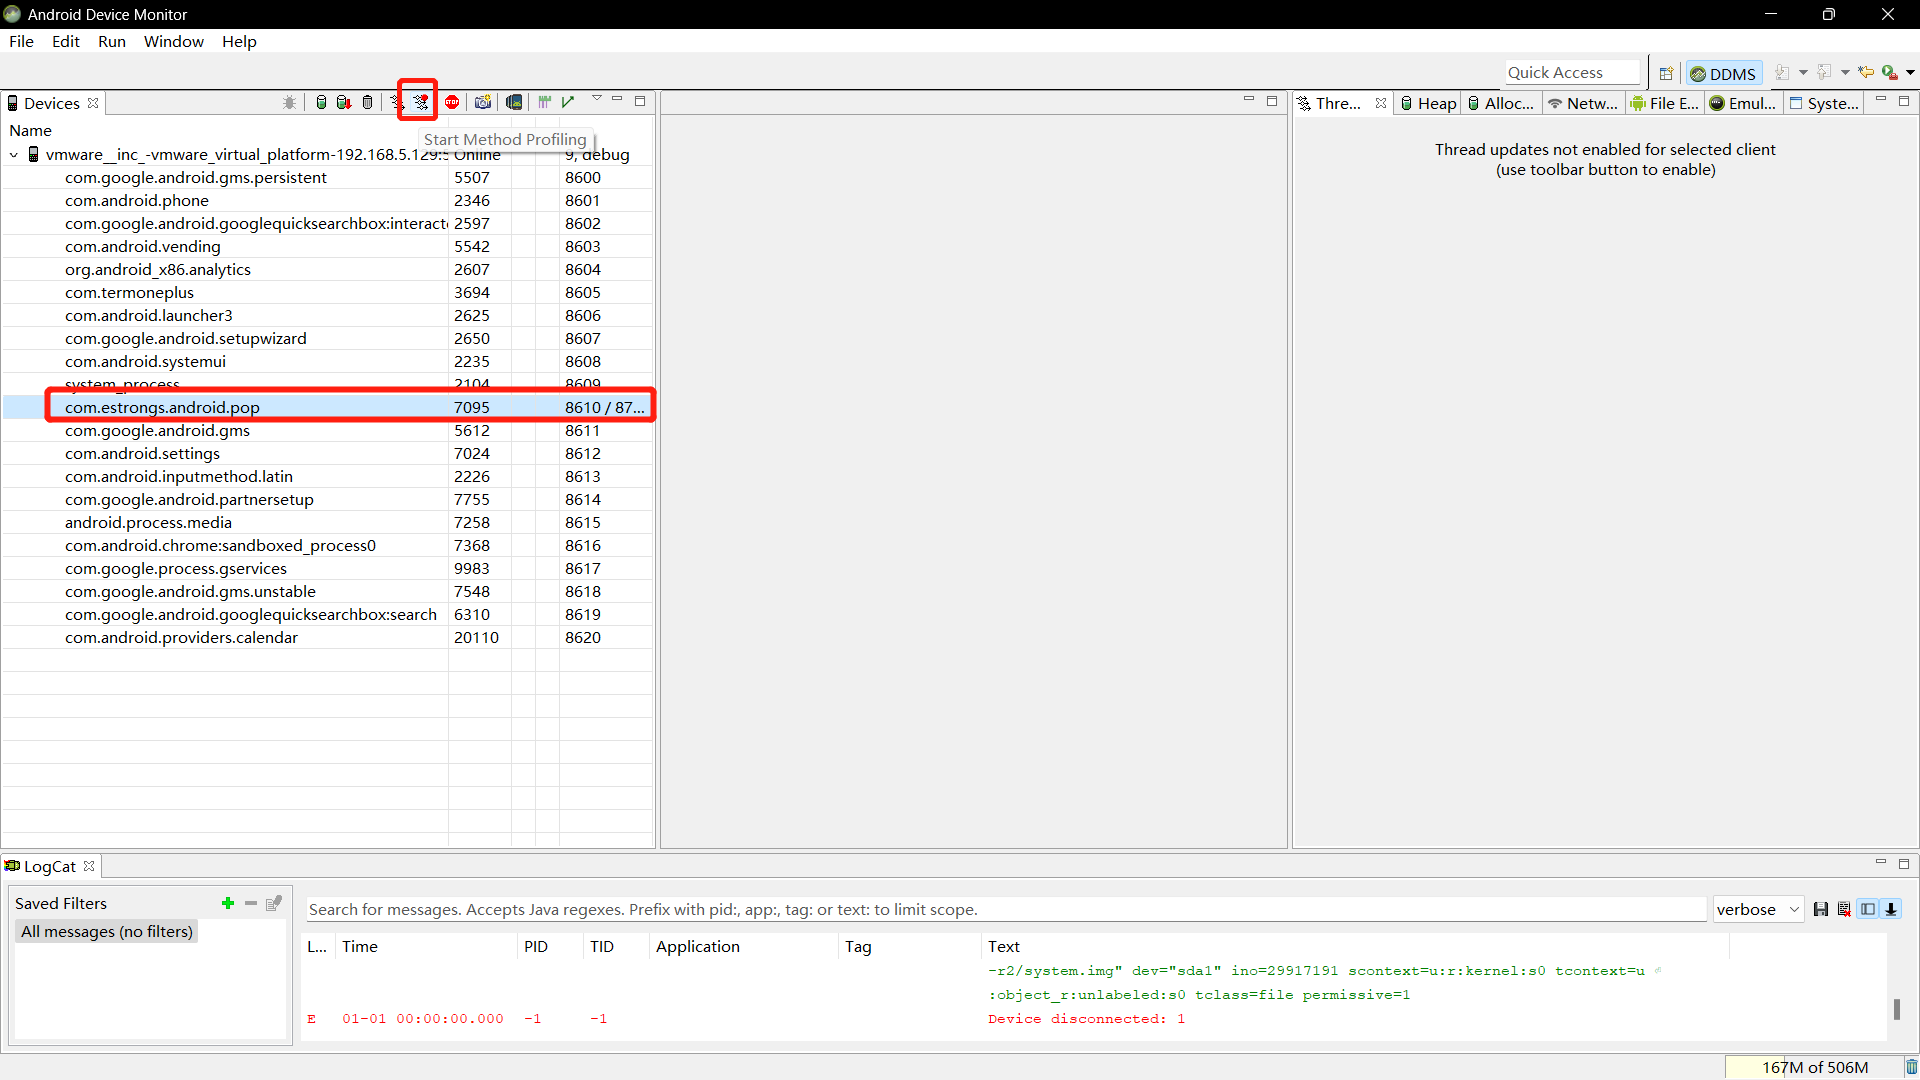 Android Device Monitor
File Edit Run Window Help
Quick Access DDMS
Devices
Thre... Heap Alloc... Netw... File E... Emul... Syste...
Start Method Profiling
Name
vmware__inc_-vmware_virtual_platform-192.168.5.129:5 Online 9, debug
com.google.android.gms.persistent 5507 8600
com.android.phone 2346 8601
com.google.android.googlequicksearchbox:interact 2597 8602
com.android.vending 5542 8603
org.android_x86.analytics 2607 8604
com.termoneplus 3694 8605
com.android.launcher3 2625 8606
com.google.android.setupwizard 2650 8607
com.android.systemui 2235 8608
system_process 2104 8609
com.estrongs.android.pop 7095 8610 / 87...
com.google.android.gms 5612 8611
com.android.settings 7024 8612
com.android.inputmethod.latin 2226 8613
com.google.android.partnersetup 7755 8614
android.process.media 7258 8615
com.android.chrome:sandboxed_process0 7368 8616
com.google.process.gservices 9983 8617
com.google.android.gms.unstable 7548 8618
com.google.android.googlequicksearchbox:search 6310 8619
com.android.providers.calendar 20110 8620
Thread updates not enabled for selected client
(use toolbar button to enable)
LogCat
Saved Filters
All messages (no filters)
Search for messages. Accepts Java regexes. Prefix with pid:, app:, tag: or text: to limit scope.
verbose
L... Time PID TID Application Tag Text
-r2/system.img" dev="sda1" ino=29917191 scontext=u:r:kernel:s0 tcontext=u
:object_r:unlabeled:s0 tclass=file permissive=1
E 01-01 00:00:00.000 -1 -1 Device disconnected: 1
167M of 506M